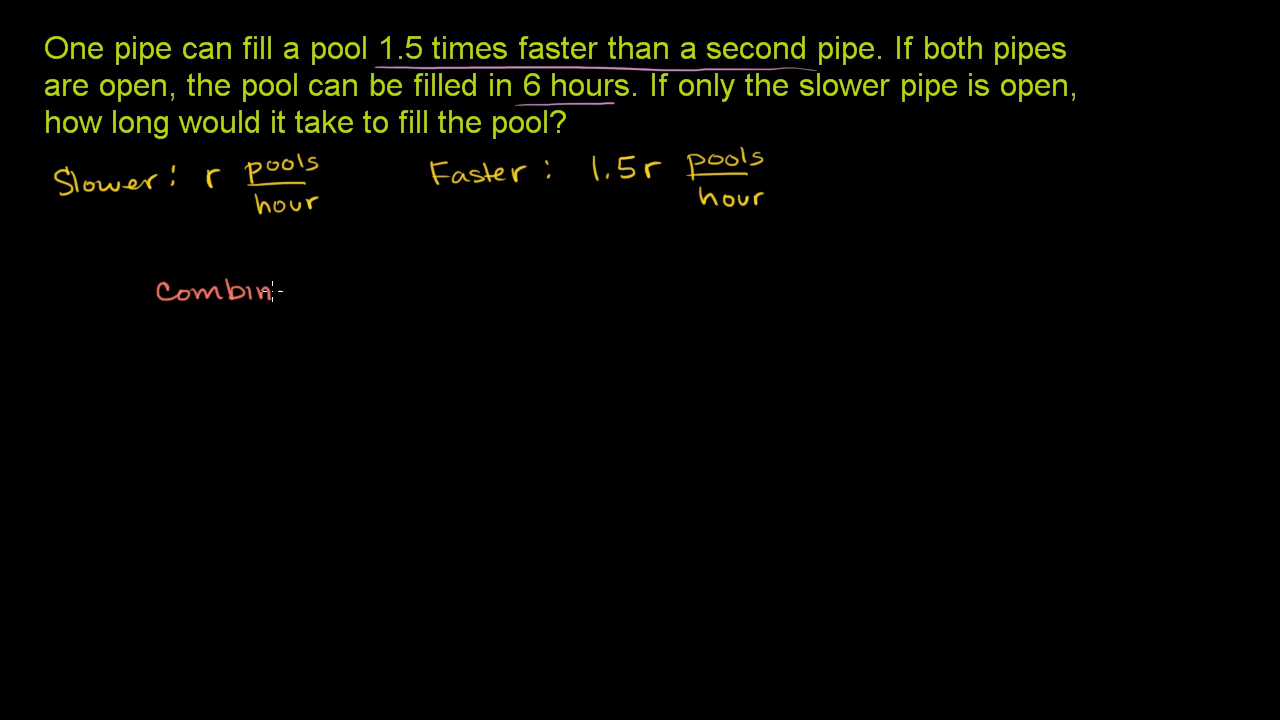 One pipe can fill a pool 1.5 times faster than a second pipe. If both pipes
are open, the pool can be filled in 6 hours. If only the slower pipe is open,
how long would it take to fill the pool?
Slower: r pools/hour Faster: 1.5r pools/hour
Combin